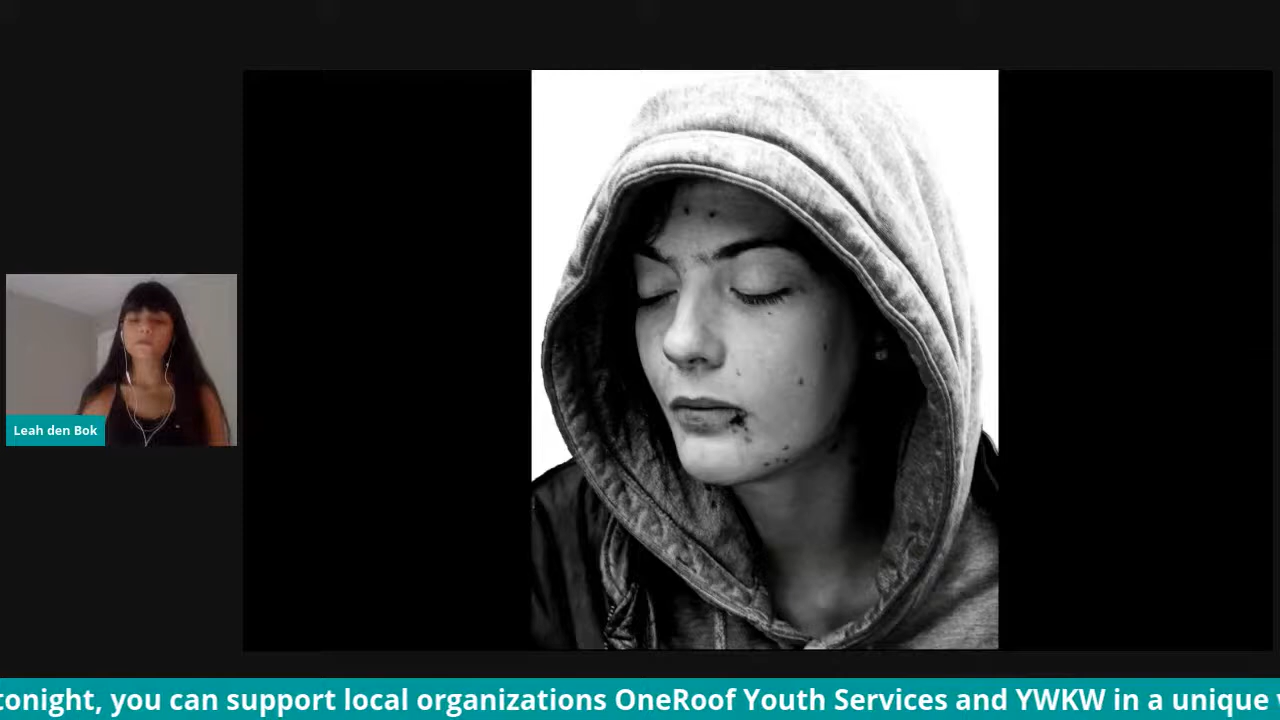 Leah den Bok
tonight, you can support local organizations OneRoof Youth Services and YWKW in a unique